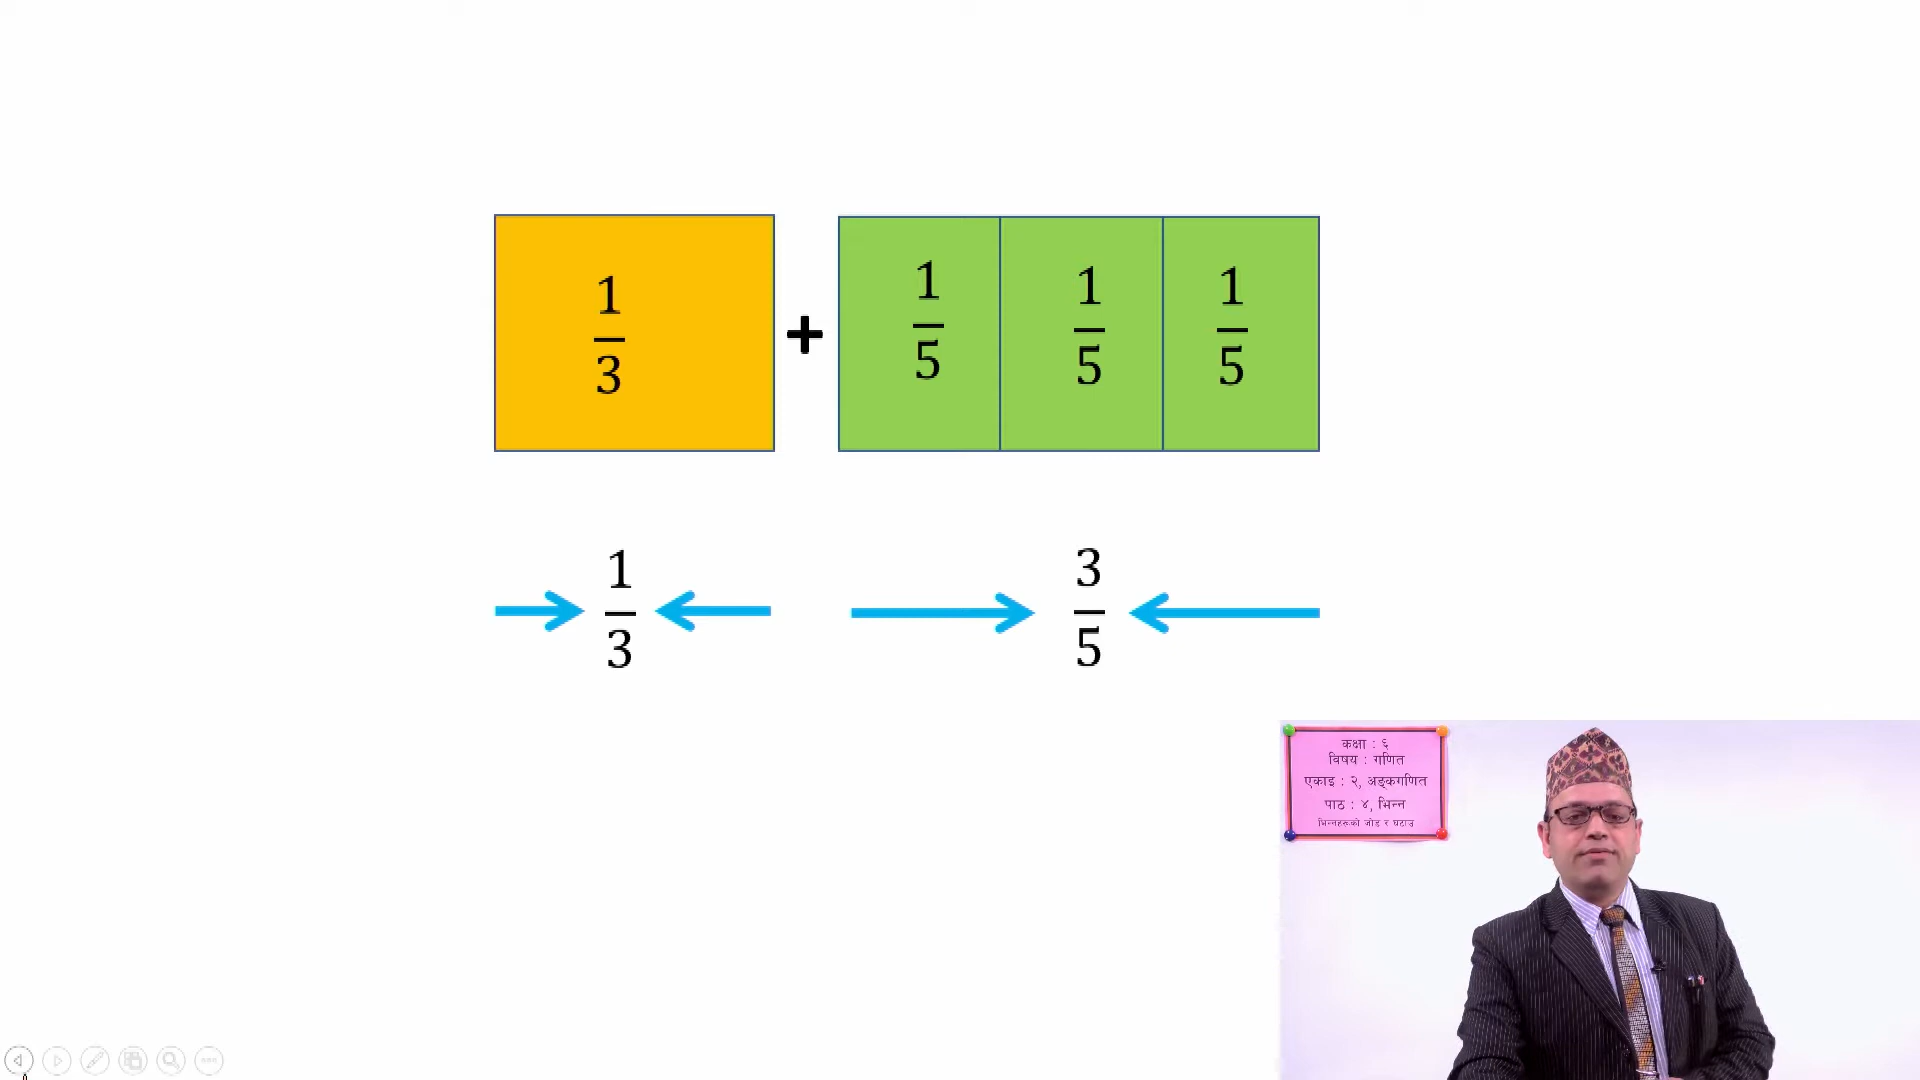 1/3 + 1/5 1/5 1/5
1/3 3/5
कक्षा : ६
विषय : गणित
एकाइ : २, अङ्कगणित
पाठ : ४, भिन्न
भिन्नहरूको जोड र घटाउ